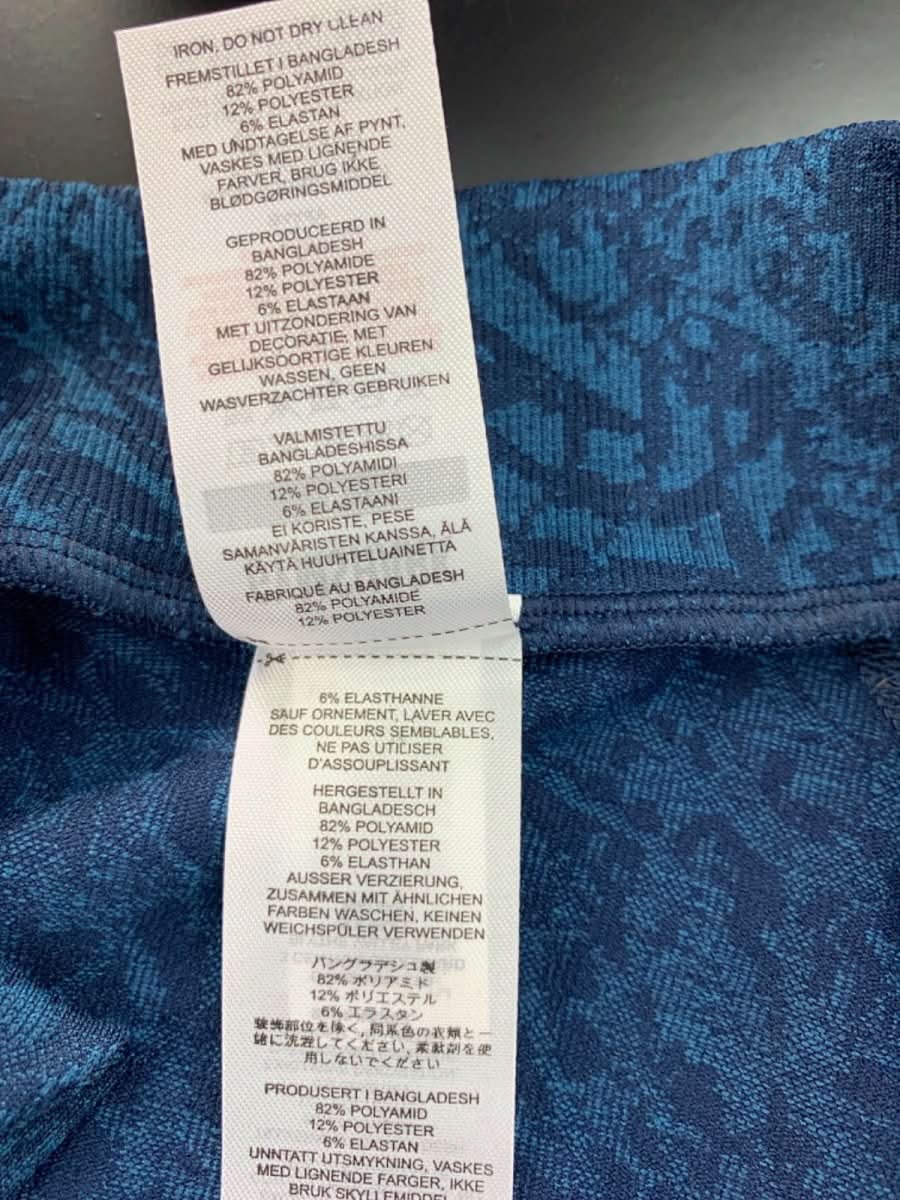 IRON. DO NOT DRY CLEAN
FREMSTILLET I BANGLADESH
82% POLYAMID
12% POLYESTER
6% ELASTAN
MED UNDTAGELSE AF PYNT,
VASKES MED LIGNENDE
FARVER, BRUG IKKE
BLØDGØRINGSMIDDEL
GEPRODUCEERD IN
BANGLADESH
82% POLYAMIDE
12% POLYESTER
6% ELASTAAN
MET UITZONDERING VAN
DECORATIE, MET
GELIJKSOORTIGE KLEUREN
WASSEN, GEEN
WASVERZACHTER GEBRUIKEN
VALMISTETTU
BANGLADESHISSA
82% POLYAMIDI
12% POLYESTERI
6% ELASTAANI
EI KORISTE, PESE
SAMANVÄRISTEN KANSSA, ÄLÄ
KÄYTÄ HUUHTELUAINETTA
FABRIQUÉ AU BANGLADESH
82% POLYAMIDE
12% POLYESTER
6% ELASTHANNE
SAUF ORNEMENT, LAVER AVEC
DES COULEURS SEMBLABLES,
NE PAS UTILISER
D'ASSOUPLISSANT
HERGESTELLT IN
BANGLADESCH
82% POLYAMID
12% POLYESTER
6% ELASTHAN
AUSSER VERZIERUNG,
ZUSAMMEN MIT ÄHNLICHEN
FARBEN WASCHEN, KEINEN
WEICHSPÜLER VERWENDEN
バングラデシュ製
82% ポリアミド
12% ポリエステル
6% エラスタン
装飾部位を除く, 同系色の衣類と一
緒に洗濯してください, 柔軟剤を使
用しないでください
PRODUSERT I BANGLADESH
82% POLYAMID
12% POLYESTER
6% ELASTAN
UNNTATT UTSMYKNING, VASKES
MED LIGNENDE FARGER, IKKE
BRUK SKYLLEMIDDEL